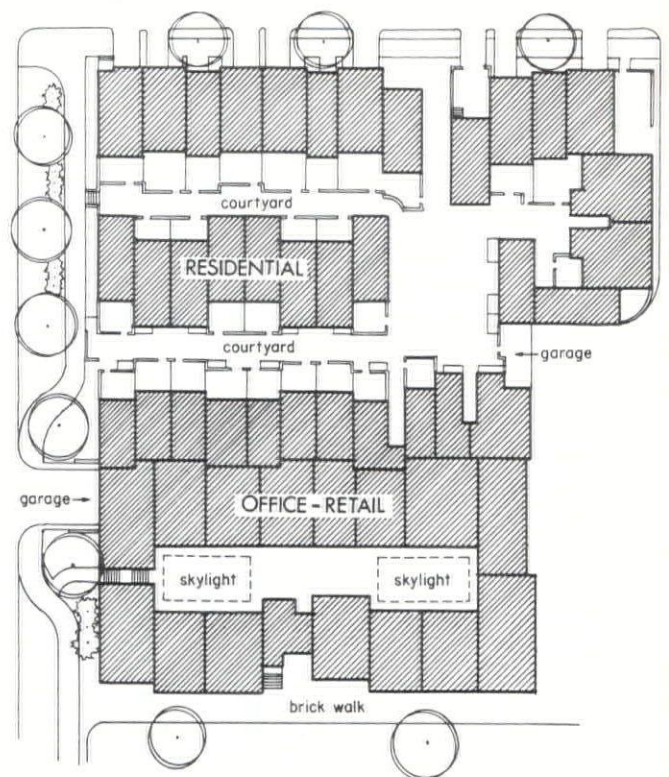 courtyard
RESIDENTIAL
courtyard
←garage
garage→
OFFICE-RETAIL
skylight
skylight
brick walk